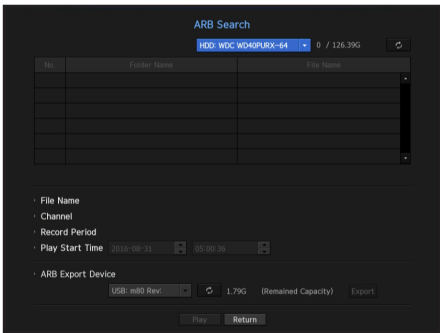 ARB Search
HDD: WDC WD40PURX-64 0 / 126.39G
No. Folder Name File Name
File Name
Channel
Record Period
Play Start Time 2016-08-31 05:00:36
ARB Export Device
USB: m80 Rev: 1.79G (Remained Capacity) Export
Play Return